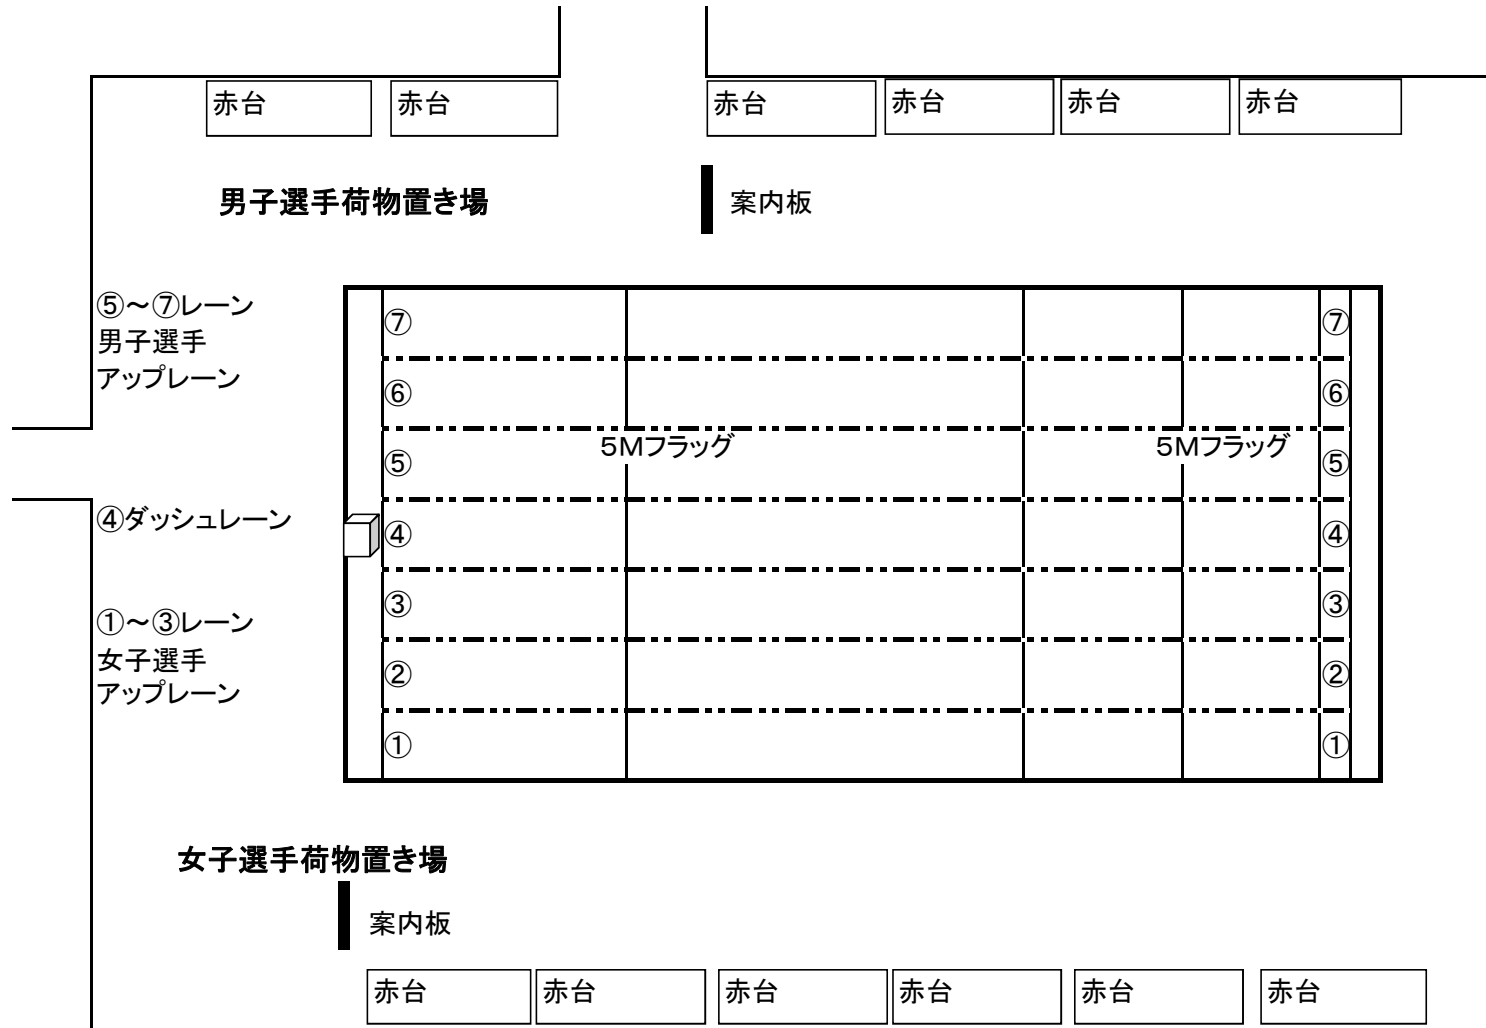 赤台
赤台
赤台
赤台
赤台
赤台
男子選手荷物置き場
案内板
⑤～⑦レーン
男子選手
アップレーン
⑦
⑦
⑥
⑥
5Mフラッグ
5Mフラッグ
⑤
⑤
④ダッシュレーン
④
④
①～③レーン
女子選手
アップレーン
③
③
②
②
①
①
女子選手荷物置き場
案内板
赤台
赤台
赤台
赤台
赤台
赤台